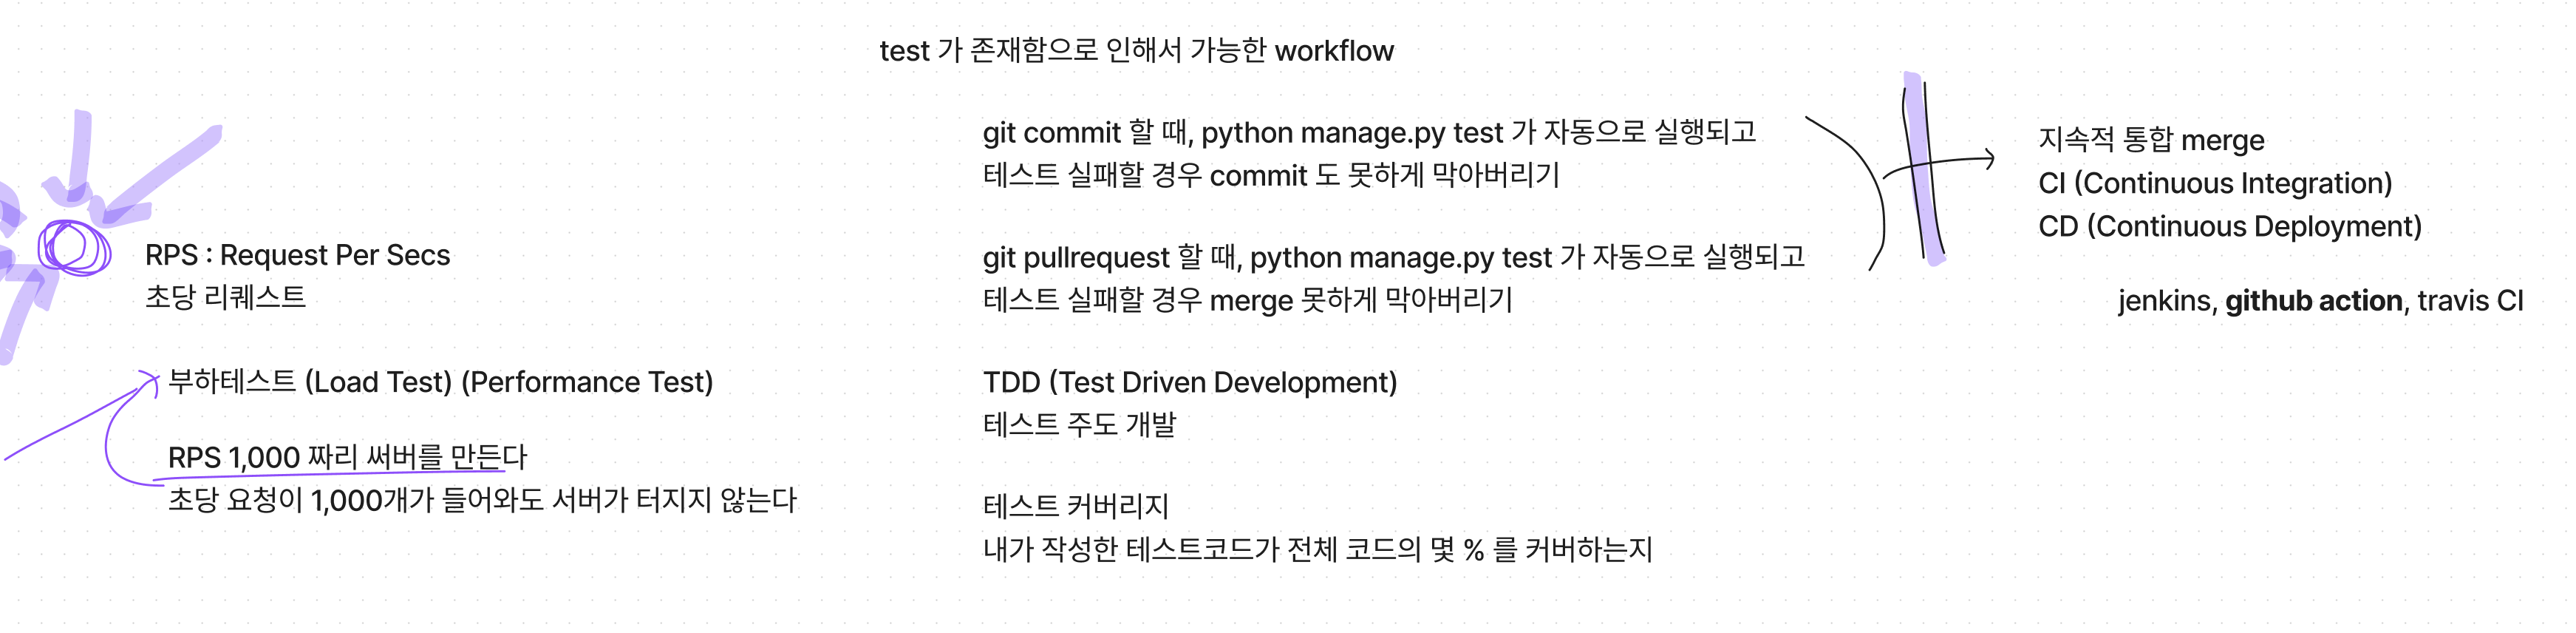 test 가 존재함으로 인해서 가능한 workflow
RPS : Request Per Secs
초당 리퀘스트
부하테스트 (Load Test) (Performance Test)
RPS 1,000 짜리 써버를 만든다
초당 요청이 1,000개가 들어와도 서버가 터지지 않는다
git commit 할 때, python manage.py test 가 자동으로 실행되고
테스트 실패할 경우 commit 도 못하게 막아버리기
git pullrequest 할 때, python manage.py test 가 자동으로 실행되고
테스트 실패할 경우 merge 못하게 막아버리기
TDD (Test Driven Development)
테스트 주도 개발
테스트 커버리지
내가 작성한 테스트코드가 전체 코드의 몇 % 를 커버하는지
지속적 통합 merge
CI (Continuous Integration)
CD (Continuous Deployment)
jenkins, github action, travis CI